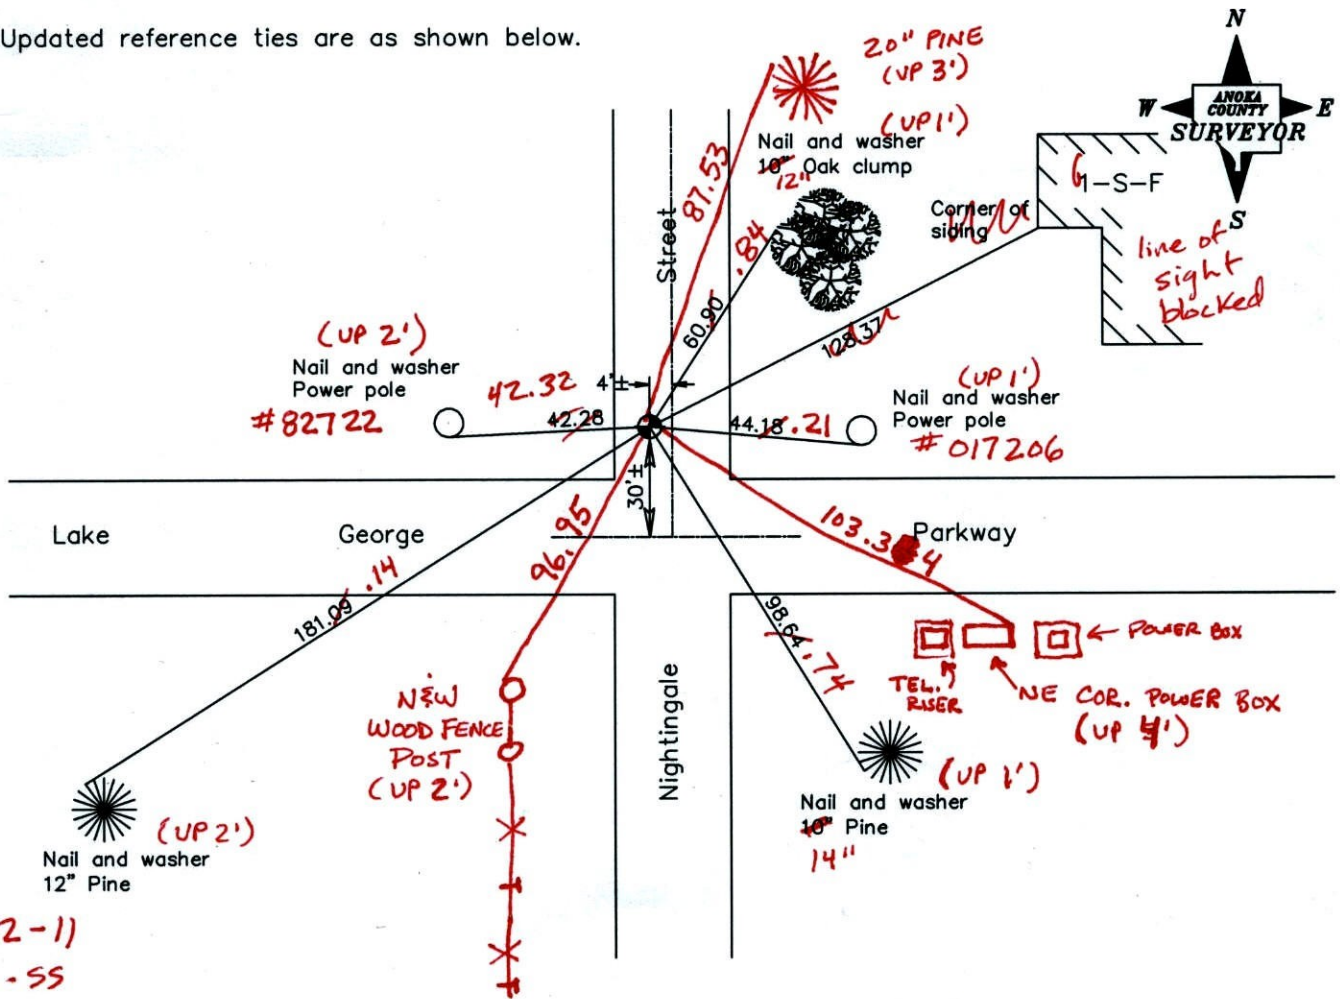 Updated reference ties are as shown below.
N
W
ANOKA
COUNTY
SURVEYOR
E
S
20" PINE
(UP 3')
(UP 1')
Nail and washer
10" Oak clump
12"
87.53
.84
60.90
Street
Corner of
siding
G
1-S-F
line of
sight
blocked
128.37
(UP 2')
Nail and washer
Power pole
#82722
42.32
42.28
4'±
44.18
.21
(UP 1')
Nail and washer
Power pole
#017206
30'±
Lake George Parkway
96.95
103.34
181.09
.14
98.64
.74
POWER BOX
TEL.
RISER
NE COR. POWER BOX
(UP 4')
N&W
WOOD FENCE
POST
(UP 2')
Nightingale
(UP 1')
Nail and washer
10" Pine
14"
(UP 2')
Nail and washer
12" Pine
2-11
-SS